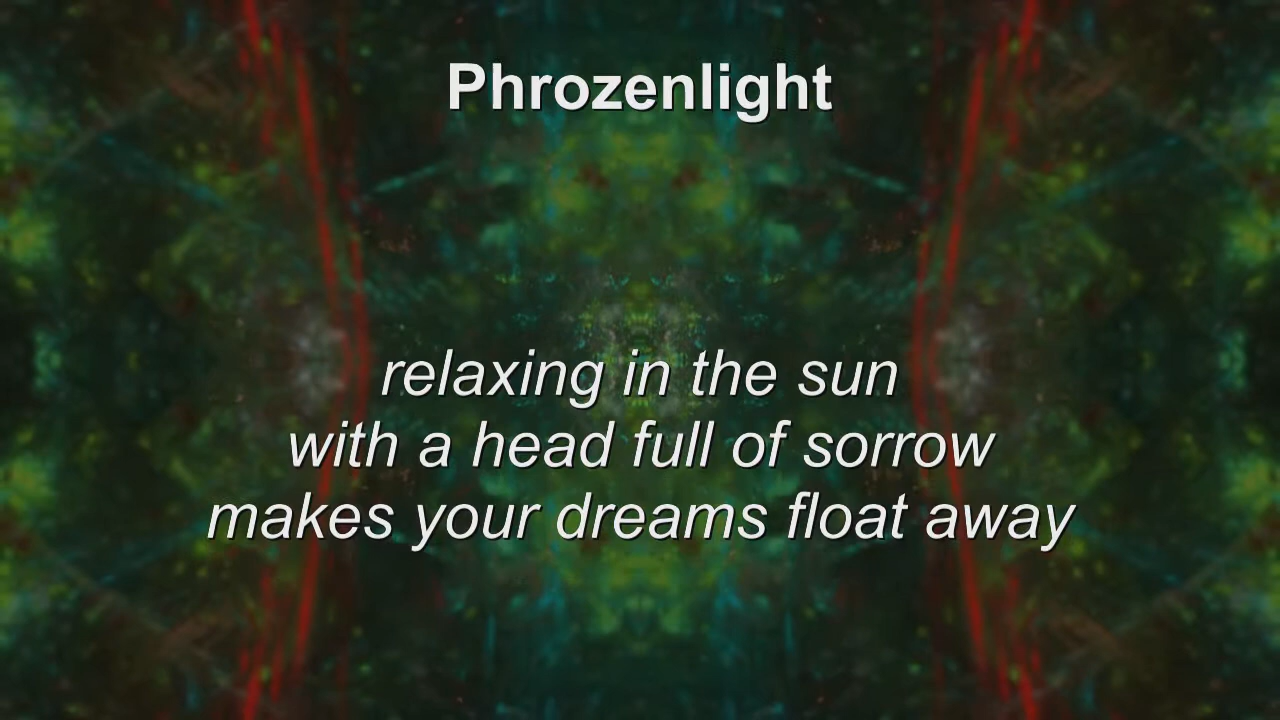 Phrozenlight
relaxing in the sun
with a head full of sorrow
makes your dreams float away